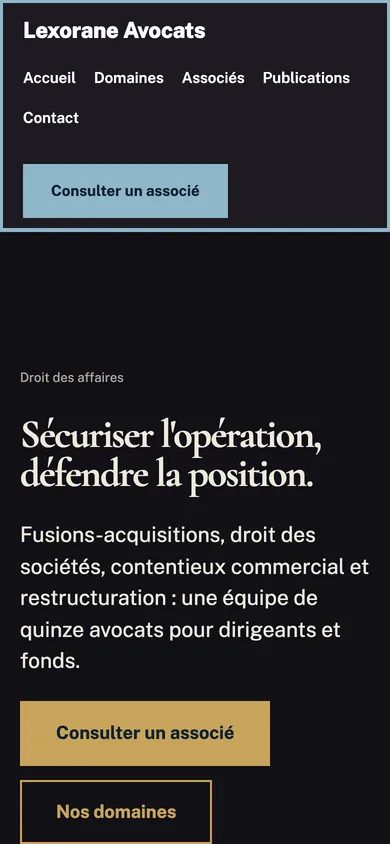 Lexorane Avocats
Accueil Domaines Associés Publications
Contact
Consulter un associé
Droit des affaires
Sécuriser l'opération,
défendre la position.
Fusions-acquisitions, droit des
sociétés, contentieux commercial et
restructuration : une équipe de
quinze avocats pour dirigeants et
fonds.
Consulter un associé
Nos domaines